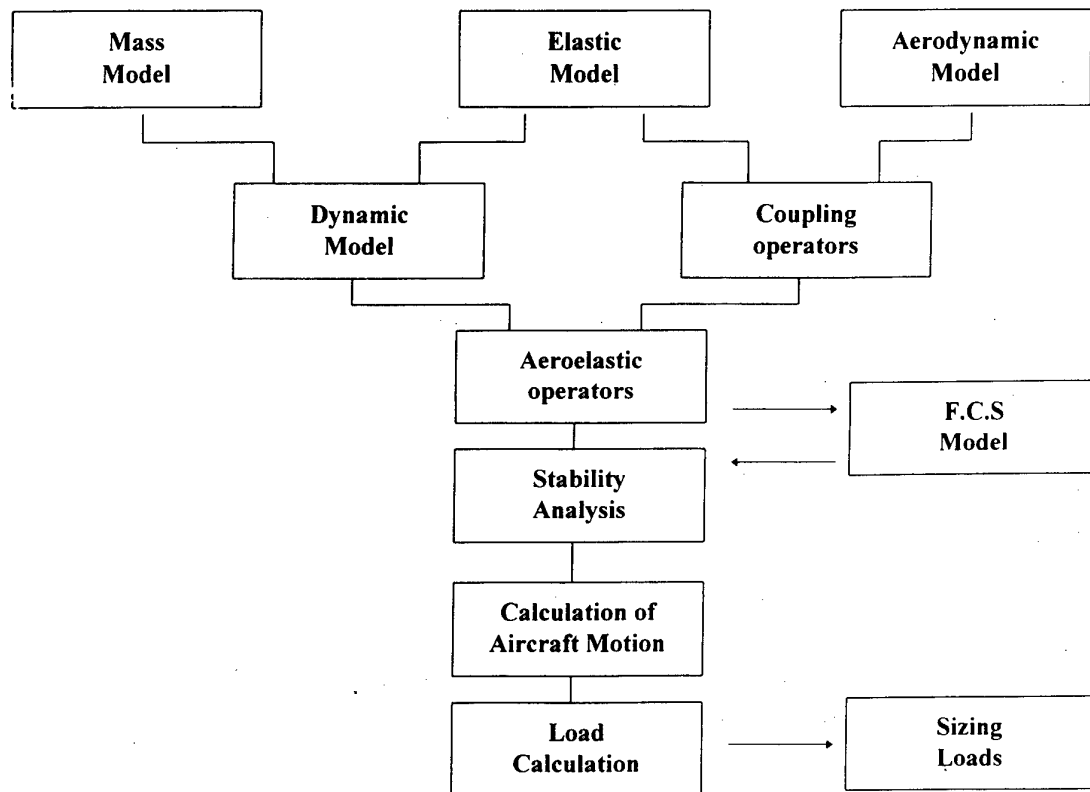 Mass
Model
Elastic
Model
Aerodynamic
Model
Dynamic
Model
Coupling
operators
Aeroelastic
operators
F.C.S
Model
Stability
Analysis
Calculation of
Aircraft Motion
Load
Calculation
Sizing
Loads